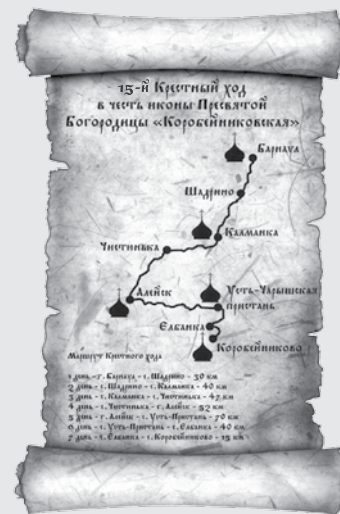 15-й Крестный ход
в честь иконы Пресвятой
Богородицы «Коробейниковская»
Барнаул
Шадрино
Калманка
Чистюнька
Алейск
Усть-Чарышская
пристань
Елбанка
Коробейниково
Маршрут Крестного хода
1 день - г. Барнаул - с. Шадрино - 30 км
2 день - с. Шадрино - с. Калманка - 40 км
3 день - с. Калманка - с. Чистюнька - 47 км
4 день - с. Чистюнька - г. Алейск - 52 км
5 день - г. Алейск - с. Усть-Пристань - 70 км
6 день - с. Усть-Пристань - с. Елбанка - 40 км
7 день - с. Елбанка - с. Коробейниково - 15 км